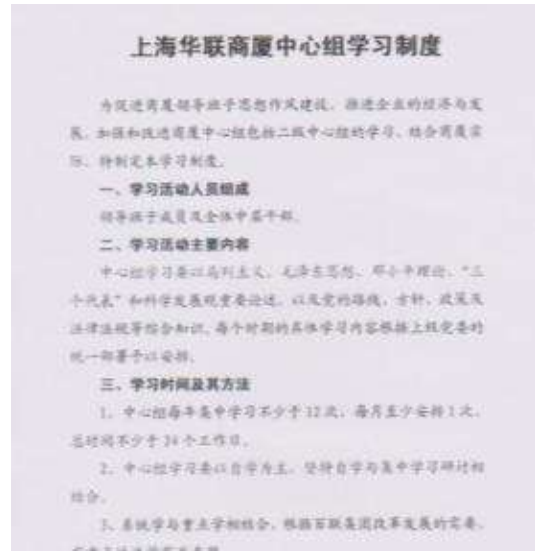 上海华联商厦中心组学习制度
为促进商厦领导班子思想作风建设，推进企业的经济与发
展，加强和改进商厦中心组包括二级中心组的学习，结合商厦实
际，特制定本学习制度。
一、学习活动人员组成
领导班子成员及全体中层干部。
二、学习活动主要内容
中心组学习要以马列主义、毛泽东思想、邓小平理论、“三
个代表”和科学发展观重要论述，以及党的路线、方针、政策及
法律法规等综合知识，每个时期的具体学习内容根据上级党委的
统一部署予以安排。
三、学习时间及其方法
1、中心组每年集中学习不少于12次，每月至少安排1次，
总时间不少于 个工作日。
2、中心组学习要以自学为主，坚持自学与集中学习研讨相
结合。
3、系统学与重点学相结合，根据百联集团改革发展的需要，